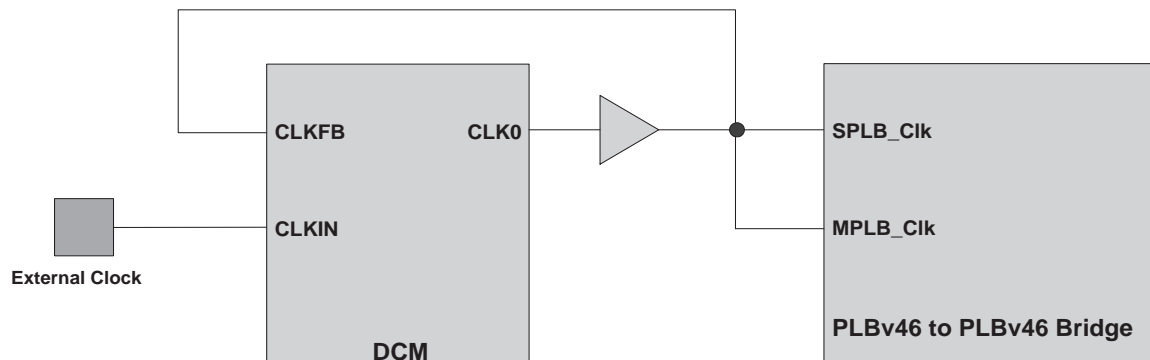 CLKFB
CLK0
SPLB_Clk
CLKIN
MPLB_Clk
External Clock
PLBv46 to PLBv46 Bridge
DCM